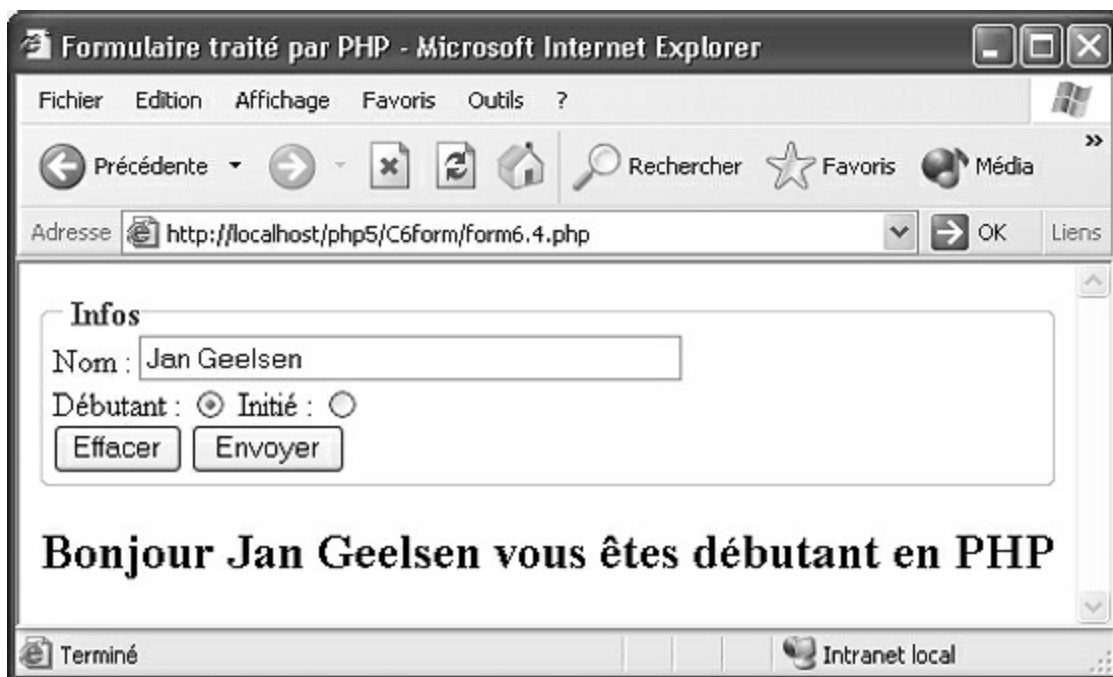 Formulaire traité par PHP - Microsoft Internet Explorer
Fichier Edition Affichage Favoris Outils ?
Précédente Rechercher Favoris Média »
Adresse http://localhost/php5/C6form/form6.4.php OK Liens
Infos
Nom : Jan Geelsen
Débutant : Initié :
Effacer Envoyer
Bonjour Jan Geelsen vous êtes débutant en PHP
Terminé Intranet local